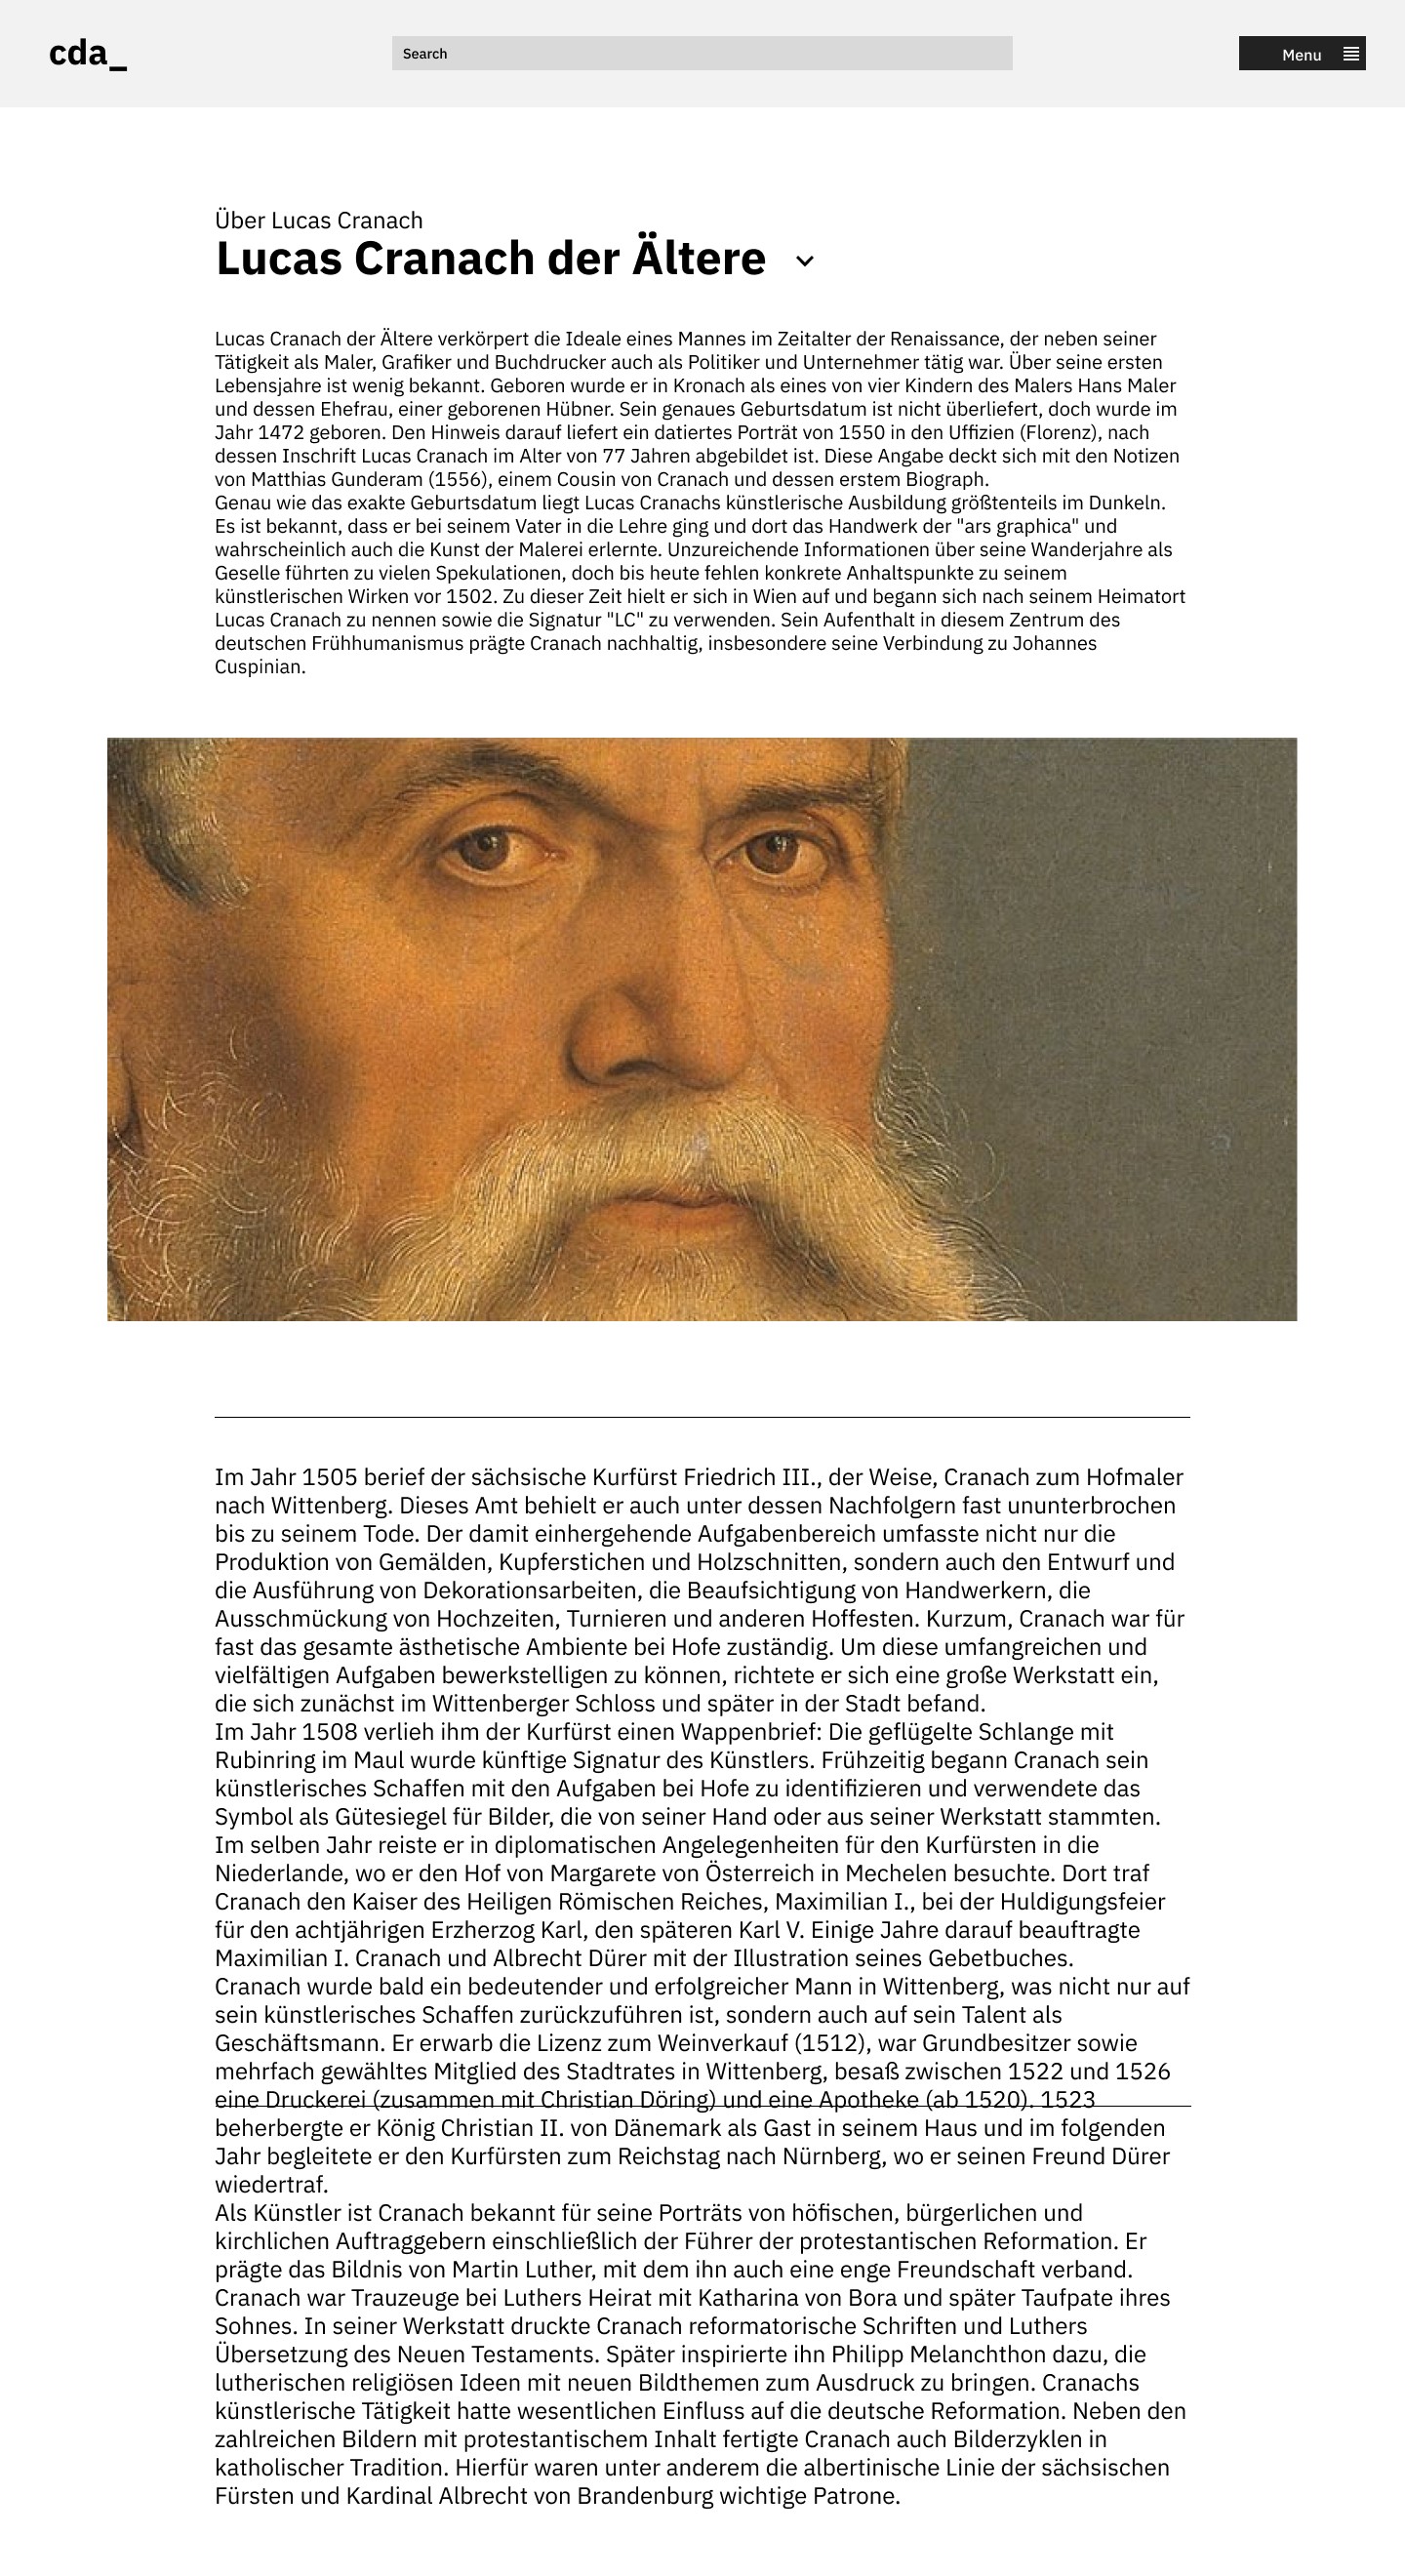 cda_
Search
Menu
Über Lucas Cranach
Lucas Cranach der Ältere
Lucas Cranach der Ältere verkörpert die Ideale eines Mannes im Zeitalter der Renaissance, der neben seiner
Tätigkeit als Maler, Grafiker und Buchdrucker auch als Politiker und Unternehmer tätig war. Über seine ersten
Lebensjahre ist wenig bekannt. Geboren wurde er in Kronach als eines von vier Kindern des Malers Hans Maler
und dessen Ehefrau, einer geborenen Hübner. Sein genaues Geburtsdatum ist nicht überliefert, doch wurde im
Jahr 1472 geboren. Den Hinweis darauf liefert ein datiertes Porträt von 1550 in den Uffizien (Florenz), nach
dessen Inschrift Lucas Cranach im Alter von 77 Jahren abgebildet ist. Diese Angabe deckt sich mit den Notizen
von Matthias Gunderam (1556), einem Cousin von Cranach und dessen erstem Biograph.
Genau wie das exakte Geburtsdatum liegt Lucas Cranachs künstlerische Ausbildung größtenteils im Dunkeln.
Es ist bekannt, dass er bei seinem Vater in die Lehre ging und dort das Handwerk der "ars graphica" und
wahrscheinlich auch die Kunst der Malerei erlernte. Unzureichende Informationen über seine Wanderjahre als
Geselle führten zu vielen Spekulationen, doch bis heute fehlen konkrete Anhaltspunkte zu seinem
künstlerischen Wirken vor 1502. Zu dieser Zeit hielt er sich in Wien auf und begann sich nach seinem Heimatort
Lucas Cranach zu nennen sowie die Signatur "LC" zu verwenden. Sein Aufenthalt in diesem Zentrum des
deutschen Frühhumanismus prägte Cranach nachhaltig, insbesondere seine Verbindung zu Johannes
Cuspinian.
Im Jahr 1505 berief der sächsische Kurfürst Friedrich III., der Weise, Cranach zum Hofmaler
nach Wittenberg. Dieses Amt behielt er auch unter dessen Nachfolgern fast ununterbrochen
bis zu seinem Tode. Der damit einhergehende Aufgabenbereich umfasste nicht nur die
Produktion von Gemälden, Kupferstichen und Holzschnitten, sondern auch den Entwurf und
die Ausführung von Dekorationsarbeiten, die Beaufsichtigung von Handwerkern, die
Ausschmückung von Hochzeiten, Turnieren und anderen Hoffesten. Kurzum, Cranach war für
fast das gesamte ästhetische Ambiente bei Hofe zuständig. Um diese umfangreichen und
vielfältigen Aufgaben bewerkstelligen zu können, richtete er sich eine große Werkstatt ein,
die sich zunächst im Wittenberger Schloss und später in der Stadt befand.
Im Jahr 1508 verlieh ihm der Kurfürst einen Wappenbrief: Die geflügelte Schlange mit
Rubinring im Maul wurde künftige Signatur des Künstlers. Frühzeitig begann Cranach sein
künstlerisches Schaffen mit den Aufgaben bei Hofe zu identifizieren und verwendete das
Symbol als Gütesiegel für Bilder, die von seiner Hand oder aus seiner Werkstatt stammten.
Im selben Jahr reiste er in diplomatischen Angelegenheiten für den Kurfürsten in die
Niederlande, wo er den Hof von Margarete von Österreich in Mechelen besuchte. Dort traf
Cranach den Kaiser des Heiligen Römischen Reiches, Maximilian I., bei der Huldigungsfeier
für den achtjährigen Erzherzog Karl, den späteren Karl V. Einige Jahre darauf beauftragte
Maximilian I. Cranach und Albrecht Dürer mit der Illustration seines Gebetbuches.
Cranach wurde bald ein bedeutender und erfolgreicher Mann in Wittenberg, was nicht nur auf
sein künstlerisches Schaffen zurückzuführen ist, sondern auch auf sein Talent als
Geschäftsmann. Er erwarb die Lizenz zum Weinverkauf (1512), war Grundbesitzer sowie
mehrfach gewähltes Mitglied des Stadtrates in Wittenberg, besaß zwischen 1522 und 1526
eine Druckerei (zusammen mit Christian Döring) und eine Apotheke (ab 1520). 1523
beherbergte er König Christian II. von Dänemark als Gast in seinem Haus und im folgenden
Jahr begleitete er den Kurfürsten zum Reichstag nach Nürnberg, wo er seinen Freund Dürer
wiedertraf.
Als Künstler ist Cranach bekannt für seine Porträts von höfischen, bürgerlichen und
kirchlichen Auftraggebern einschließlich der Führer der protestantischen Reformation. Er
prägte das Bildnis von Martin Luther, mit dem ihn auch eine enge Freundschaft verband.
Cranach war Trauzeuge bei Luthers Heirat mit Katharina von Bora und später Taufpate ihres
Sohnes. In seiner Werkstatt druckte Cranach reformatorische Schriften und Luthers
Übersetzung des Neuen Testaments. Später inspirierte ihn Philipp Melanchthon dazu, die
lutherischen religiösen Ideen mit neuen Bildthemen zum Ausdruck zu bringen. Cranachs
künstlerische Tätigkeit hatte wesentlichen Einfluss auf die deutsche Reformation. Neben den
zahlreichen Bildern mit protestantischem Inhalt fertigte Cranach auch Bilderzyklen in
katholischer Tradition. Hierfür waren unter anderem die albertinische Linie der sächsischen
Fürsten und Kardinal Albrecht von Brandenburg wichtige Patrone.